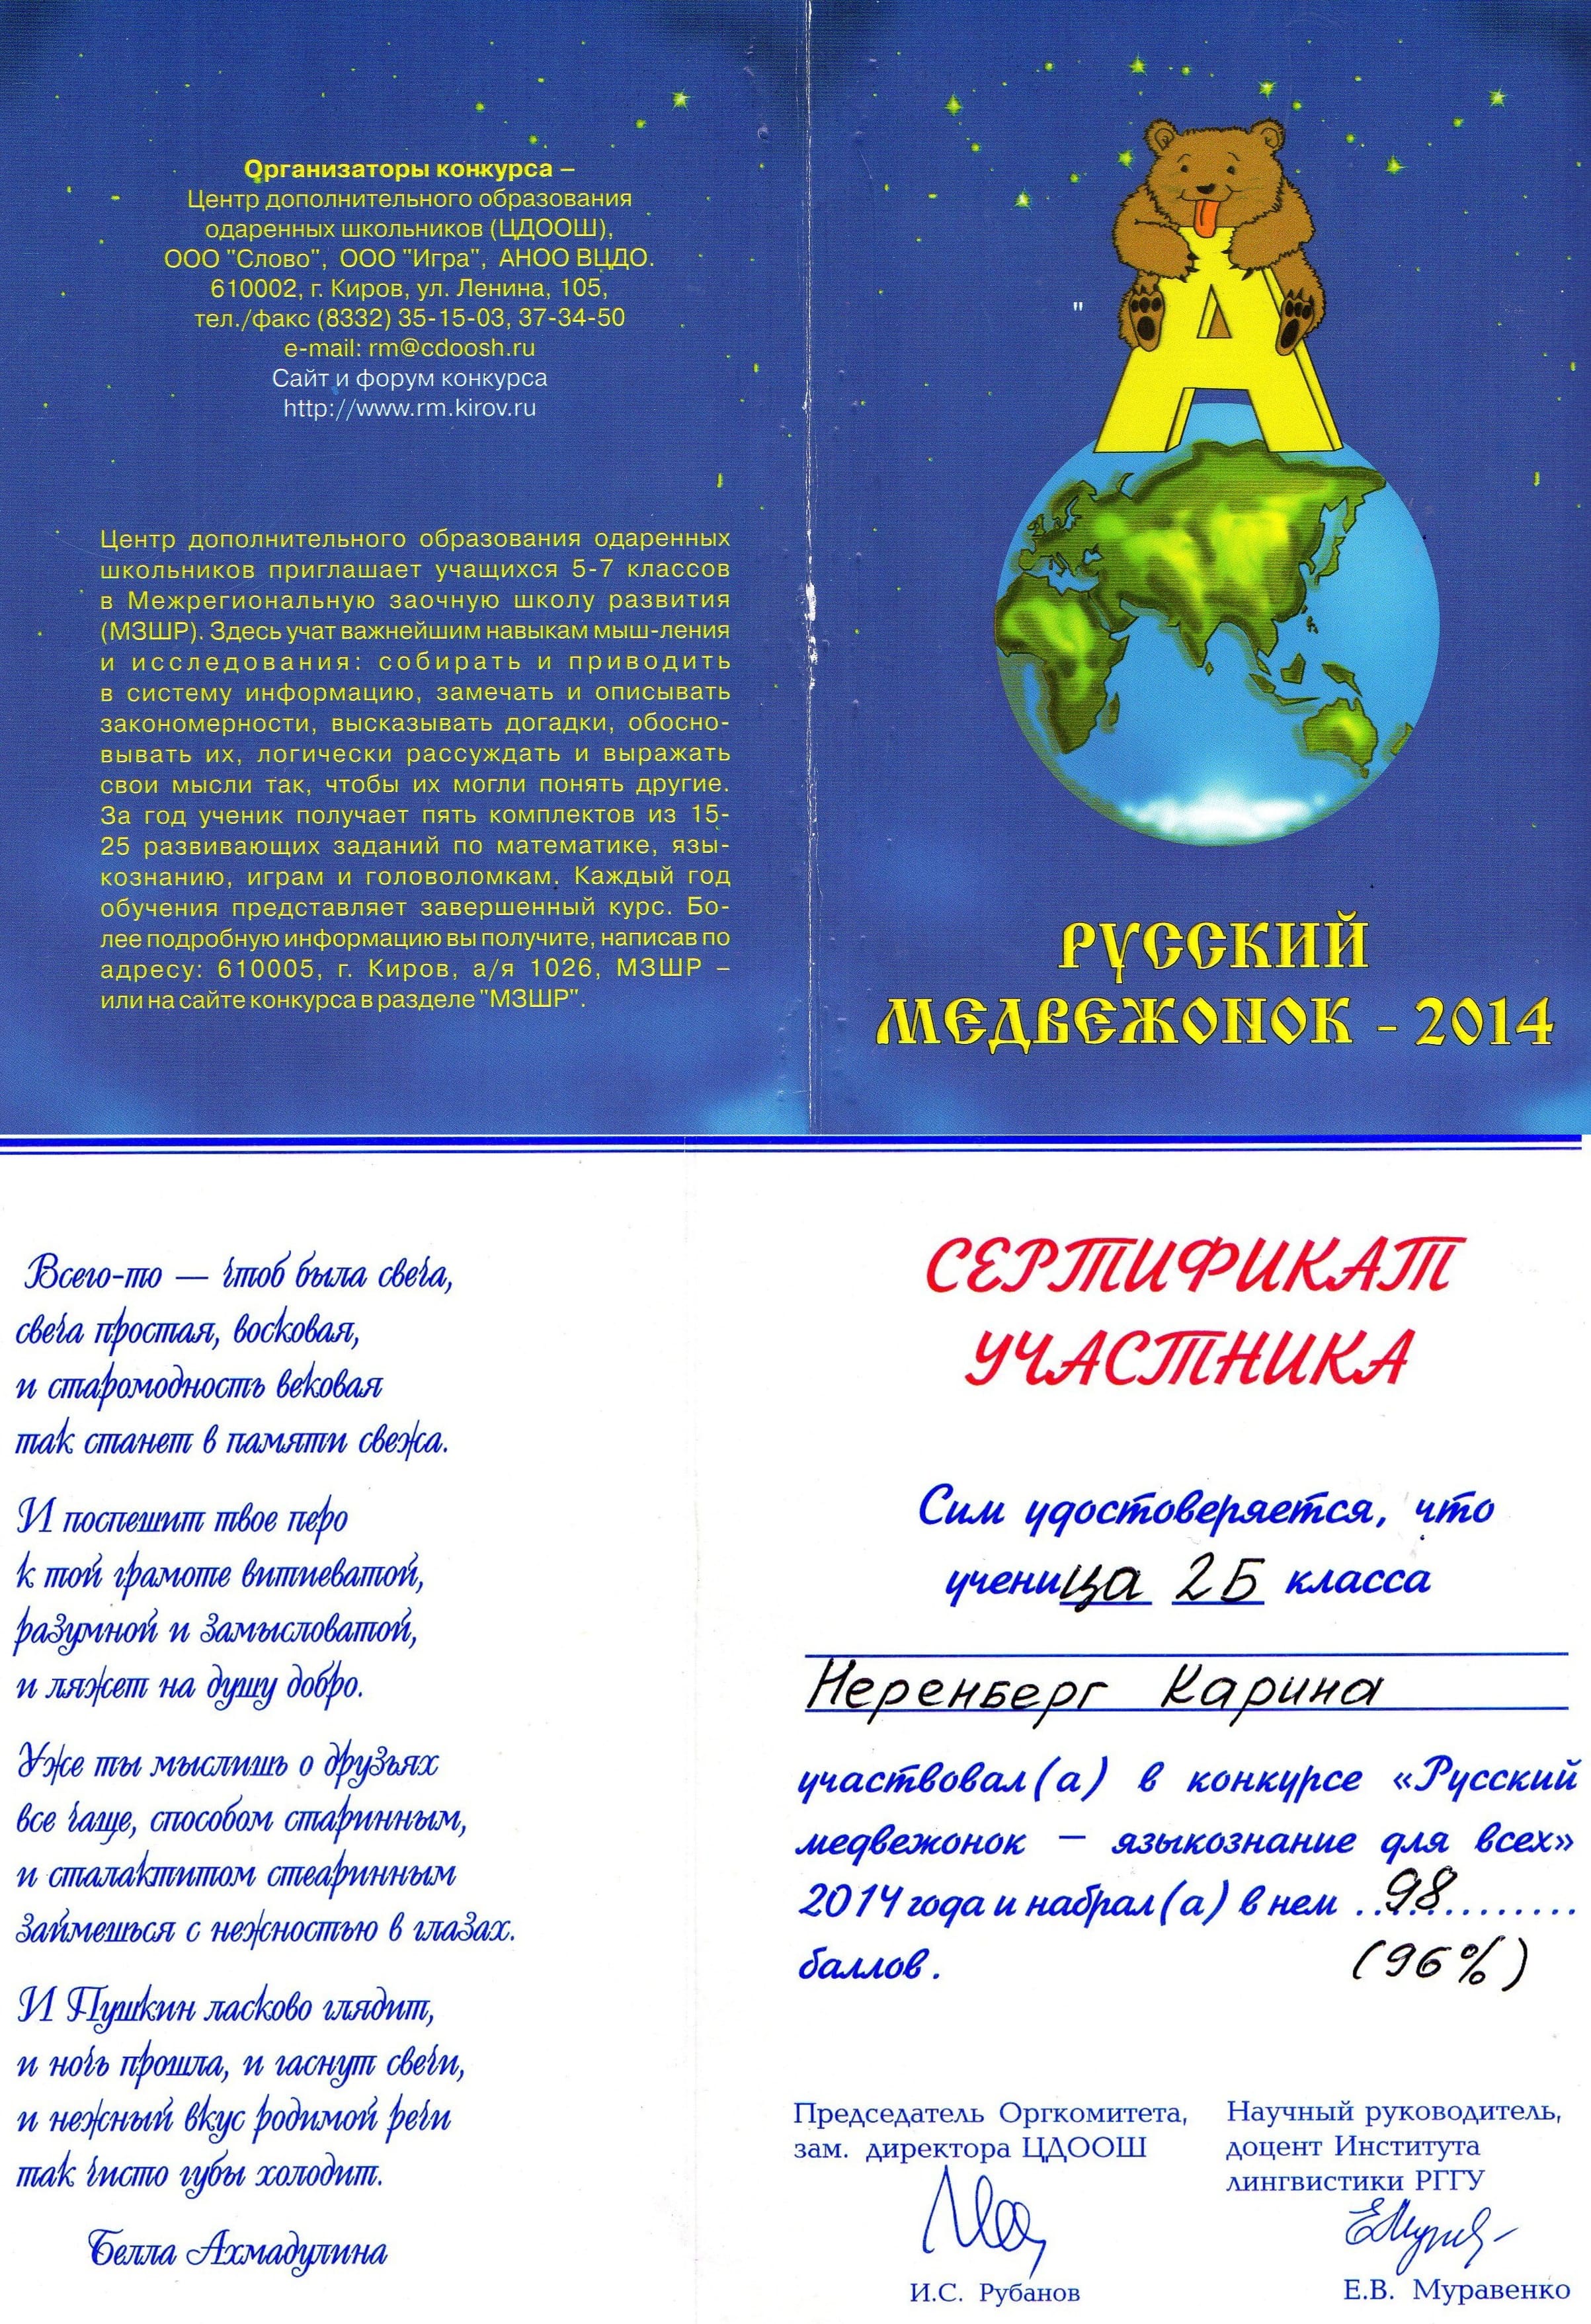 Организаторы конкурса –
Центр дополнительного образования
одаренных школьников (ЦДООШ),
ООО "Слово", ООО "Игра", АНОО ВЦДО.
610002, г. Киров, ул. Ленина, 105,
тел./факс (8332) 35-15-03, 37-34-50
e-mail: rm@cdoosh.ru
Сайт и форум конкурса
http://www.rm.kirov.ru
Центр дополнительного образования одаренных
школьников приглашает учащихся 5-7 классов
в Межрегиональную заочную школу развития
(МЗШР). Здесь учат важнейшим навыкам мыш-ления
и исследования: собирать и приводить
в систему информацию, замечать и описывать
закономерности, высказывать догадки, обосно-
вывать их, логически рассуждать и выражать
свои мысли так, чтобы их могли понять другие.
За год ученик получает пять комплектов из 15-
25 развивающих заданий по математике, язы-
кознанию, играм и головоломкам. Каждый год
обучения представляет завершенный курс. Бо-
лее подробную информацию вы получите, написав по
адресу: 610005, г. Киров, а/я 1026, МЗШР –
или на сайте конкурса в разделе "МЗШР".
"
А
РУССКИЙ
МЕДВЕЖОНОК - 2014
Всего-то — чтоб была свеча,
свеча простая, восковая,
и старомодность вековая
так станет в памяти свежа.
И поспешит твое перо
к той грамоте витиеватой,
разумной и замысловатой,
и ляжет на душу добро.
Уже ты мыслишь о друзьях
все чаще, способом старинным,
и сталактитом стеаринным
займешься с нежностью в глазах.
И Пушкин ласково глядит,
и ночь прошла, и гаснут свечи,
и нежный вкус родимой речи
так чисто губы холодит.
Белла Ахмадулина
СЕРТИФИКАТ
УЧАСТНИКА
Сим удостоверяется, что
ученица 2Б класса
Неренберг Карина
участвовал(а) в конкурсе «Русский
медвежонок – языкознание для всех»
2014 года и набрал(а) в нем ..98..........
баллов. (96%)
Председатель Оргкомитета,
зам. директора ЦДООШ
И.С. Рубанов
Научный руководитель,
доцент Института
лингвистики РГГУ
Е.В. Муравенко